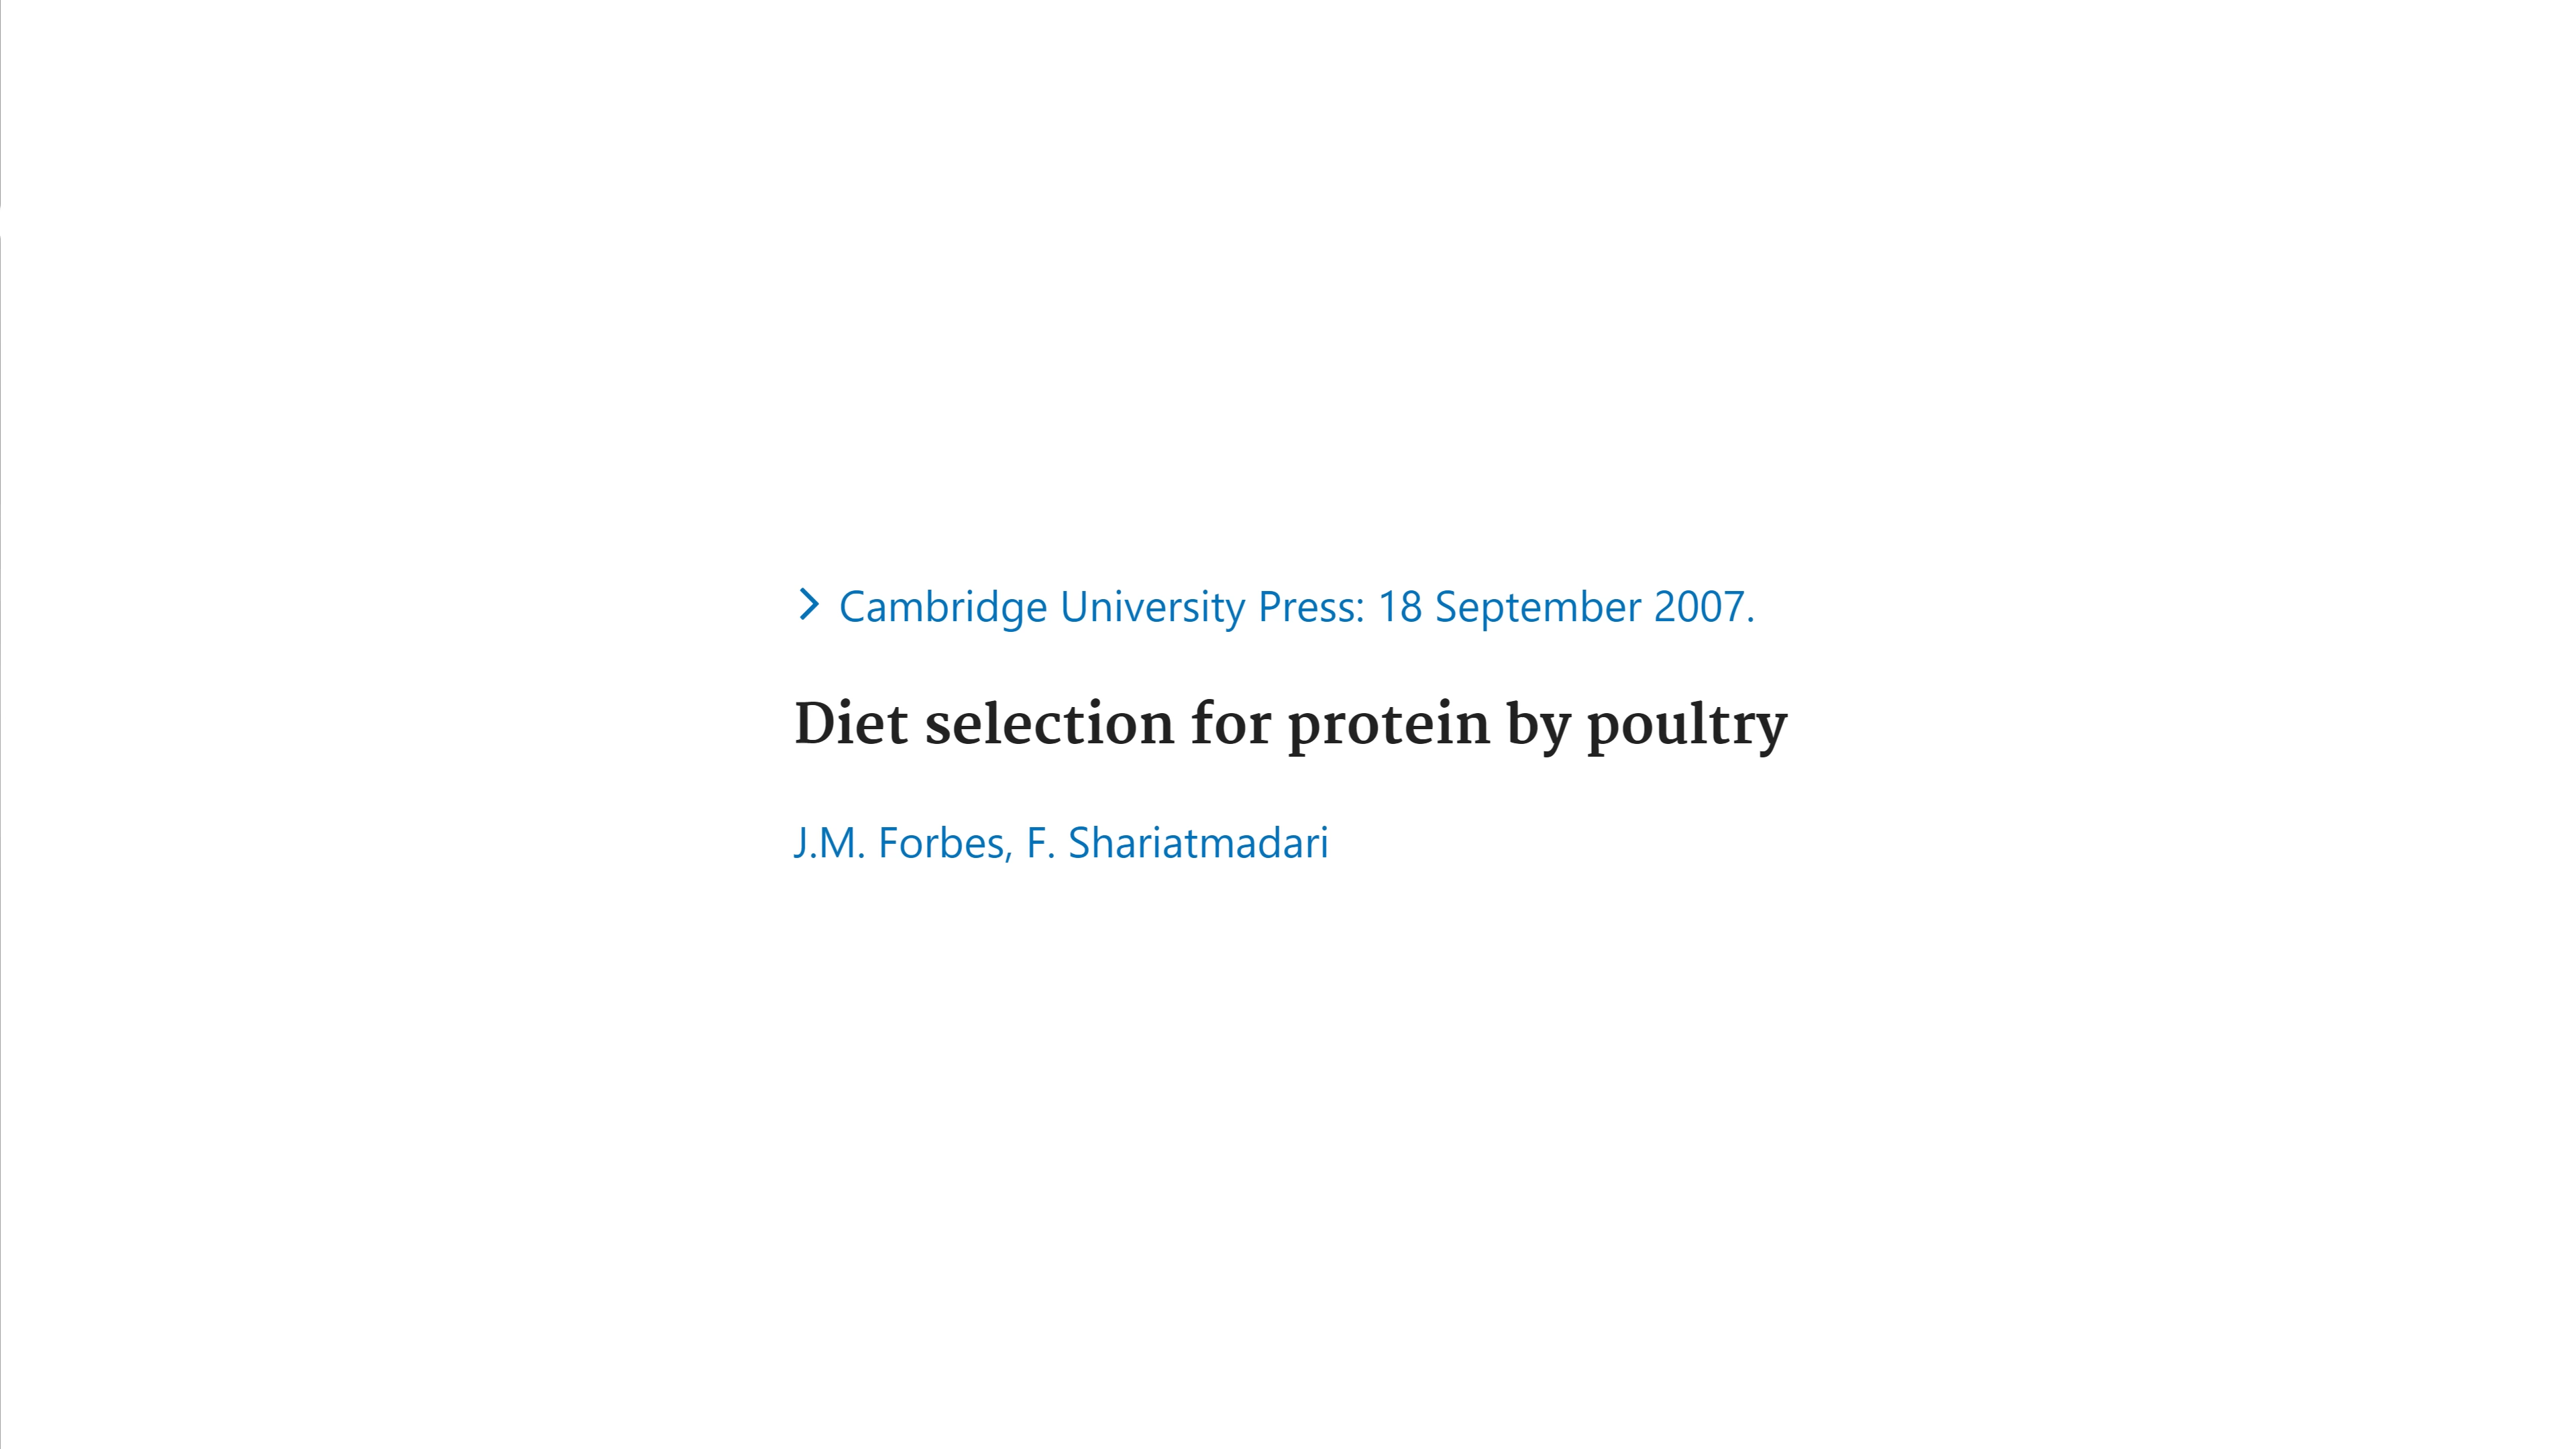 Cambridge University Press: 18 September 2007.
Diet selection for protein by poultry
J.M. Forbes, F. Shariatmadari